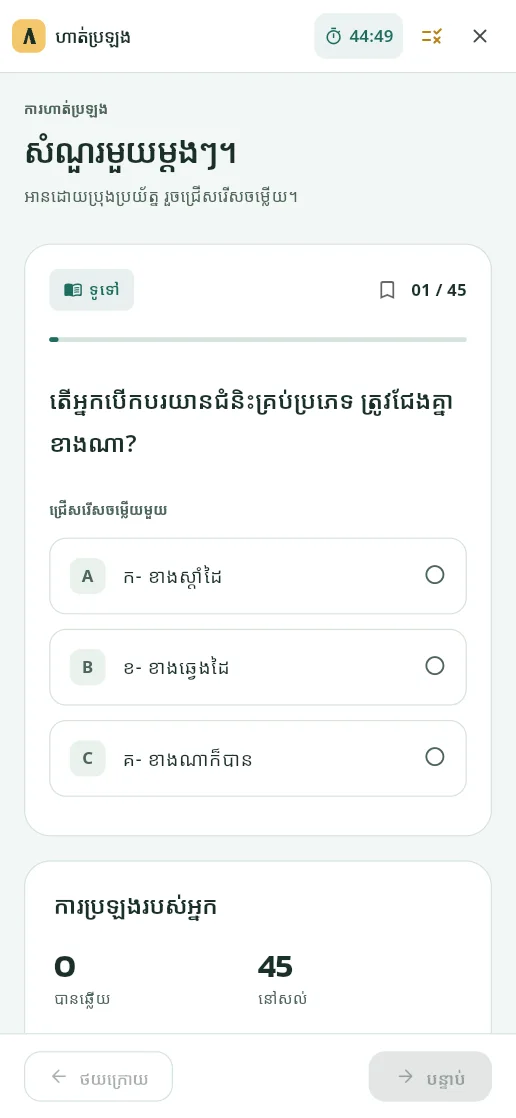 ហាត់ប្រឡង
44:49
ការហាត់ប្រឡង
សំណួរមួយម្ដងៗ។
អានដោយប្រុងប្រយ័ត្ន រួចជ្រើសរើសចម្លើយ។
ទូទៅ
01 / 45
តើអ្នកបើកបរយានជំនិះគ្រប់ប្រភេទ ត្រូវជែងគ្នា
ខាងណា?
ជ្រើសរើសចម្លើយមួយ
A ក- ខាងស្ដាំដៃ
B ខ- ខាងឆ្វេងដៃ
C គ- ខាងណាក៏បាន
ការប្រឡងរបស់អ្នក
0 45
បានឆ្លើយ នៅសល់
ថយក្រោយ បន្ទាប់